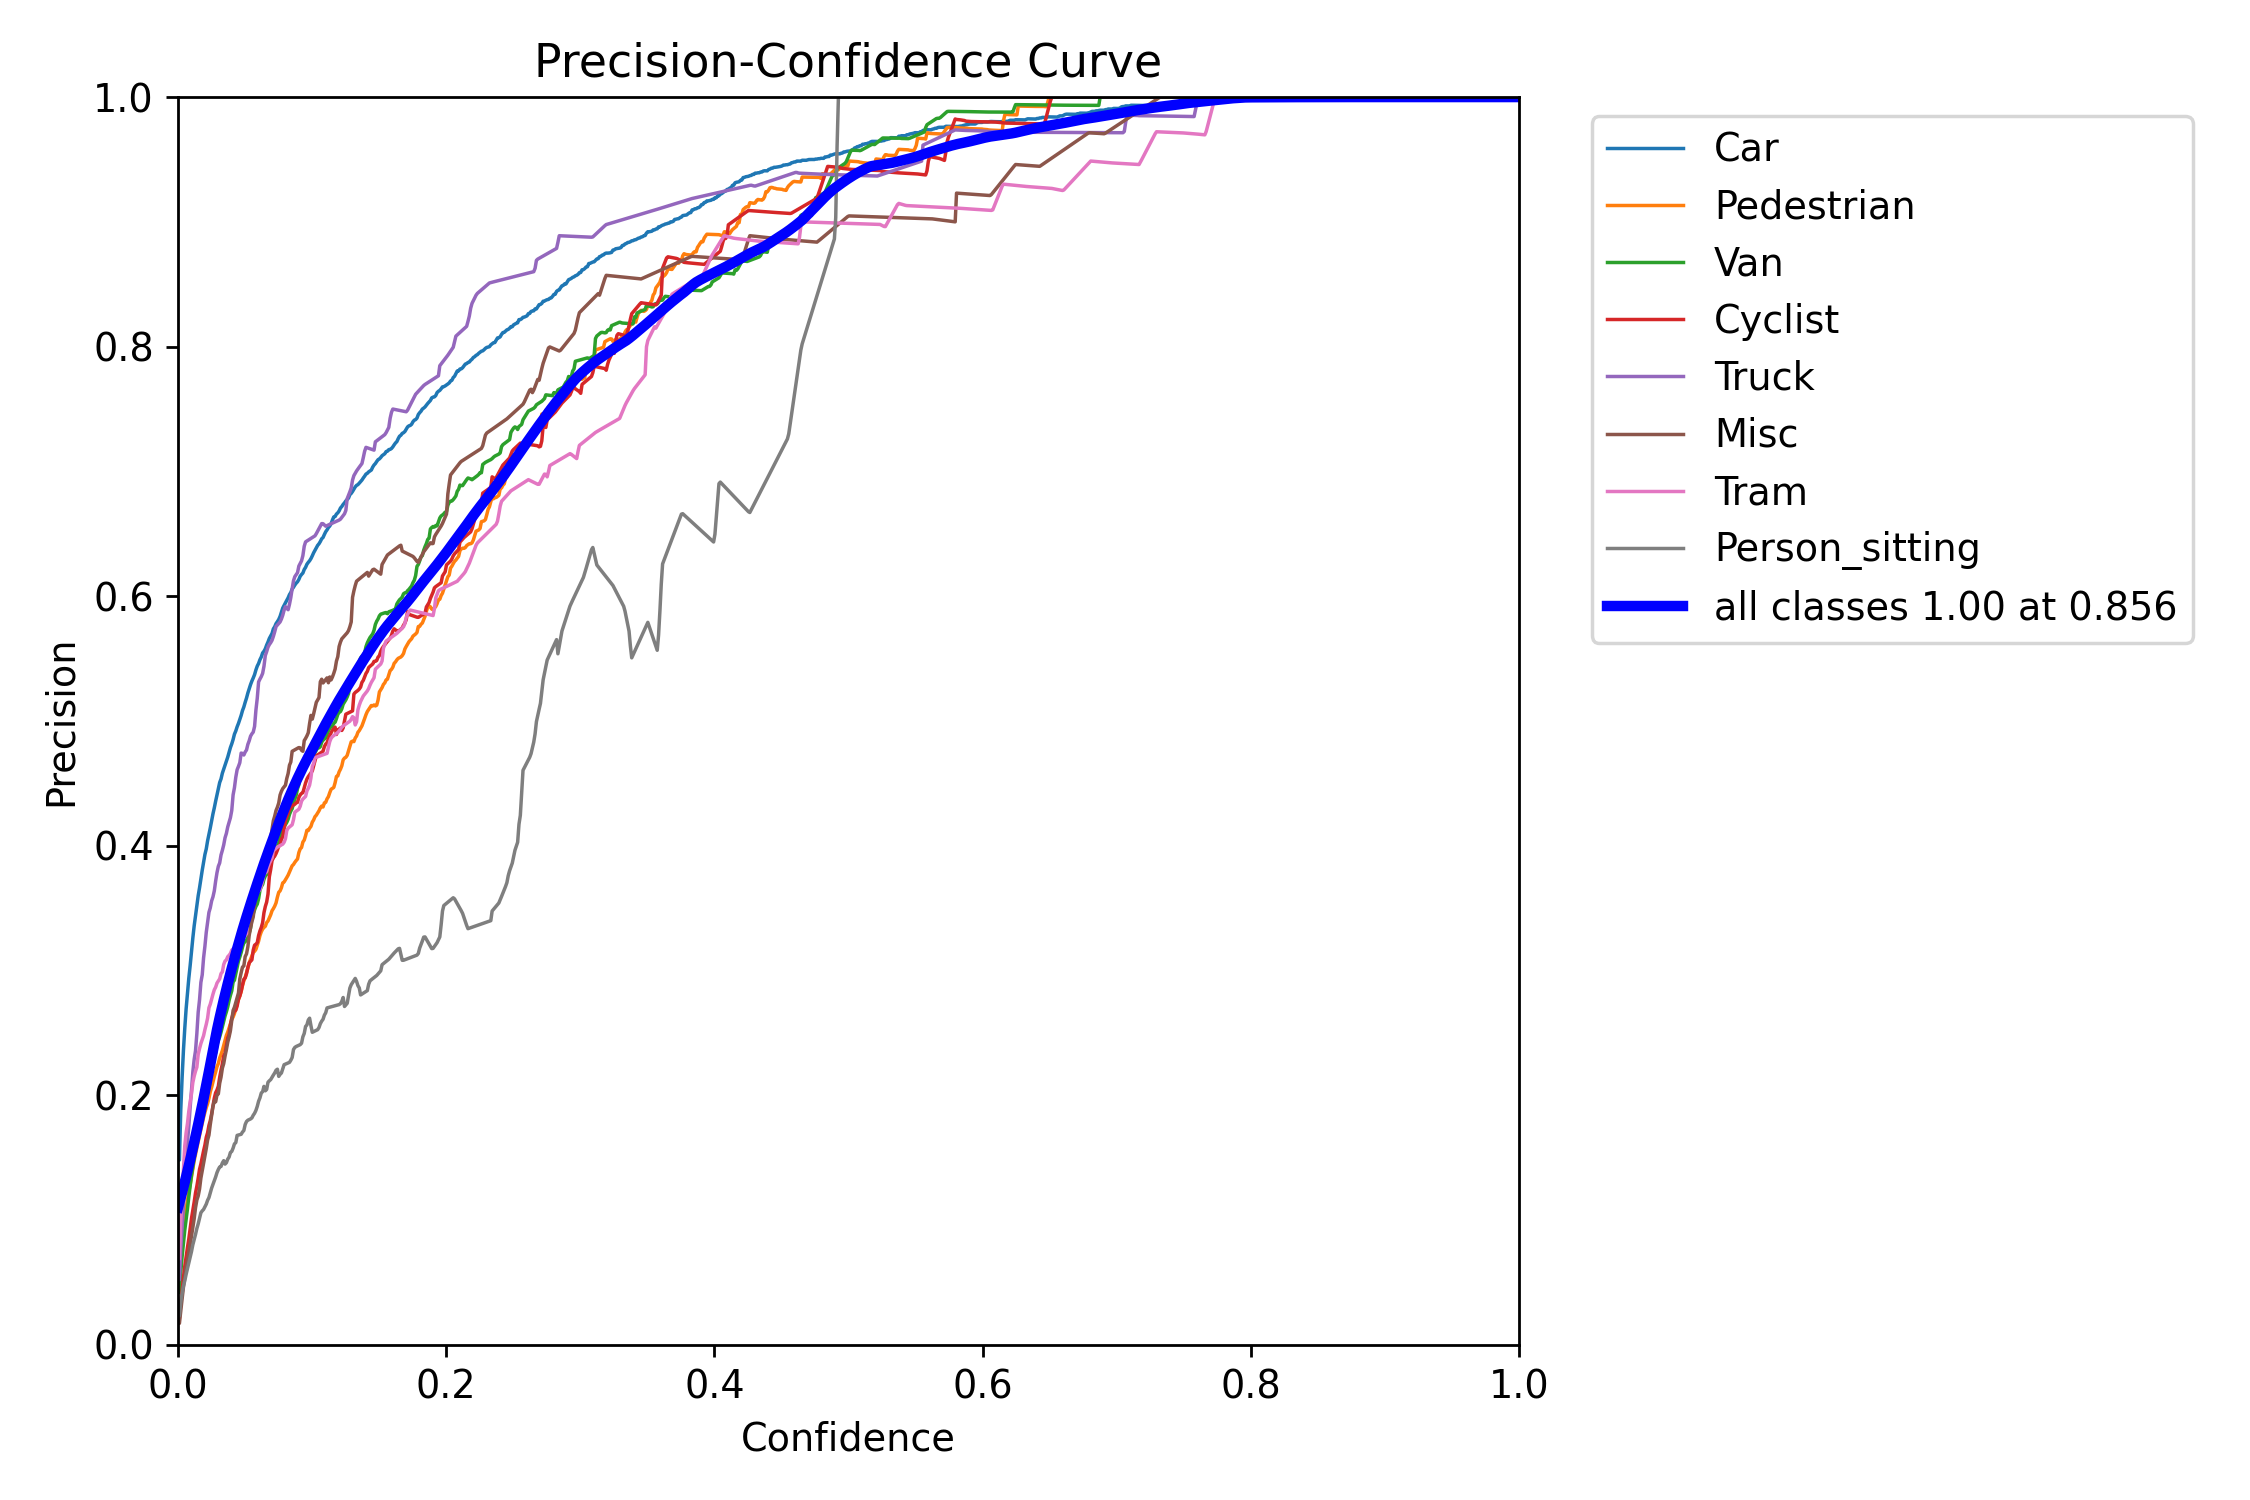 Precision-Confidence Curve
1.0
0.8
0.6
0.4
0.2
0.0
Precision
0.0 0.2 0.4 0.6 0.8 1.0
Confidence
Car
Pedestrian
Van
Cyclist
Truck
Misc
Tram
Person_sitting
all classes 1.00 at 0.856